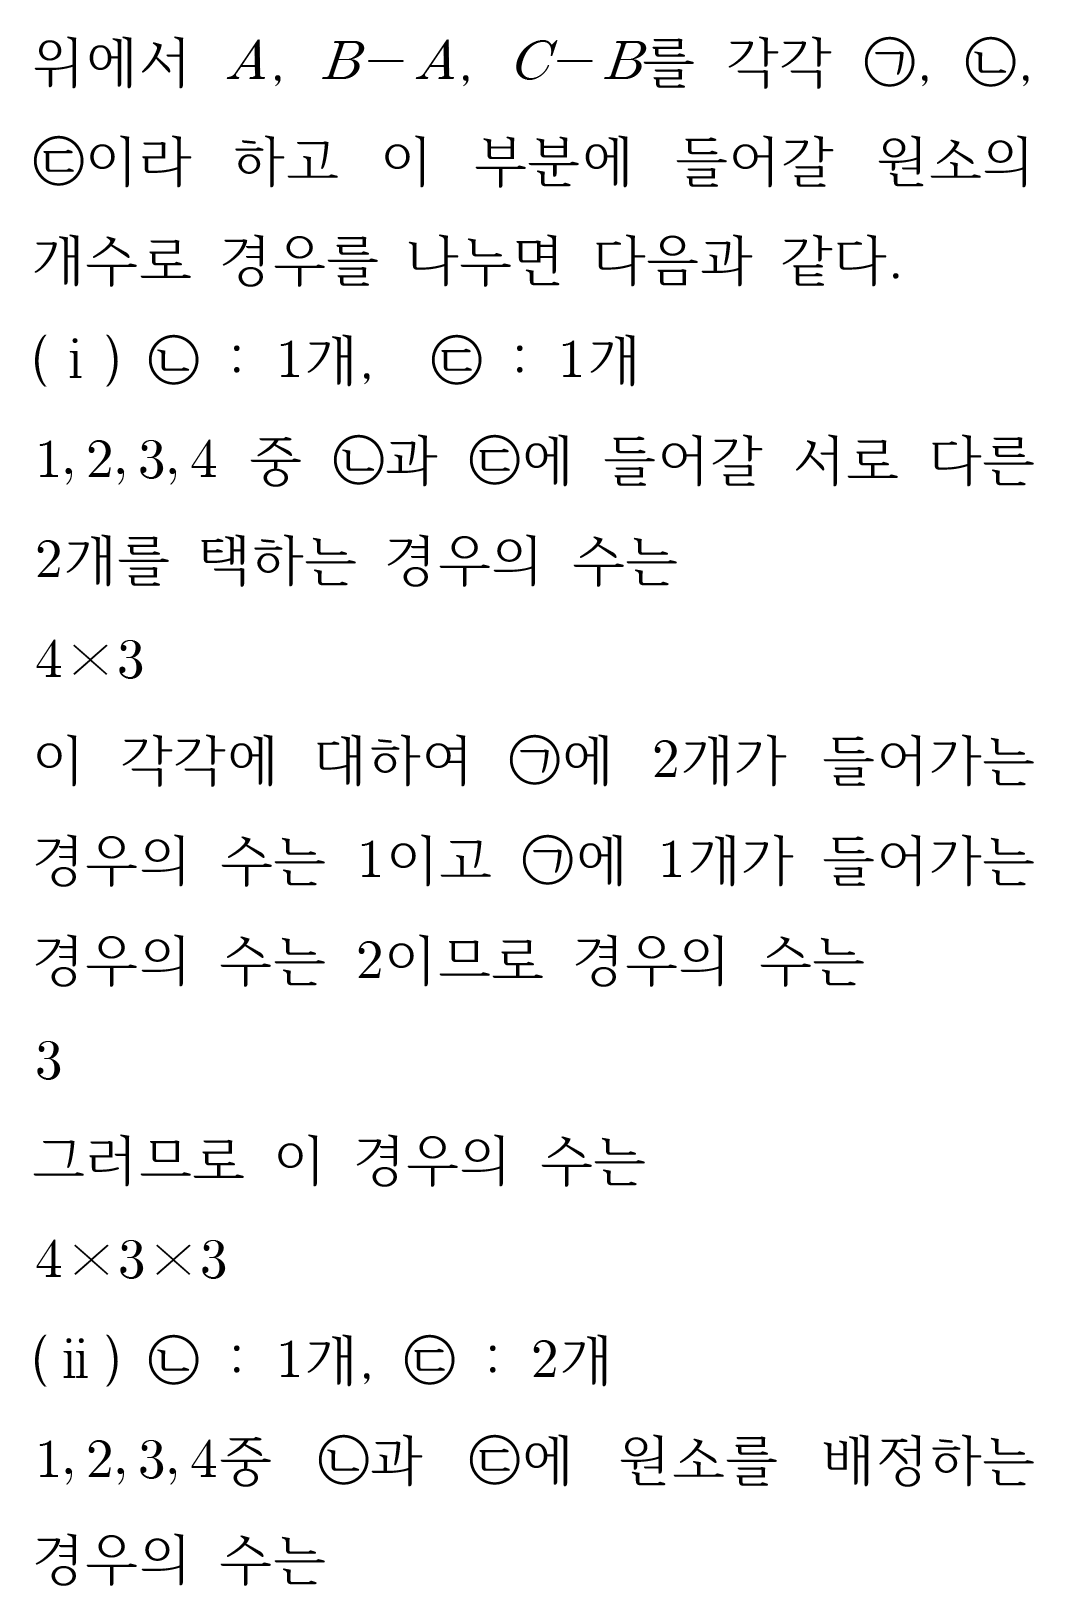 위에서 A, B−A, C−B를 각각 ㉠, ㉡,
㉢이라 하고 이 부분에 들어갈 원소의
개수로 경우를 나누면 다음과 같다.
(ⅰ) ㉡ : 1개, ㉢ : 1개
1, 2, 3, 4 중 ㉡과 ㉢에 들어갈 서로 다른
2개를 택하는 경우의 수는
4×3
이 각각에 대하여 ㉠에 2개가 들어가는
경우의 수는 1이고 ㉠에 1개가 들어가는
경우의 수는 2이므로 경우의 수는
3
그러므로 이 경우의 수는
4×3×3
(ⅱ) ㉡ : 1개, ㉢ : 2개
1, 2, 3, 4중 ㉡과 ㉢에 원소를 배정하는
경우의 수는